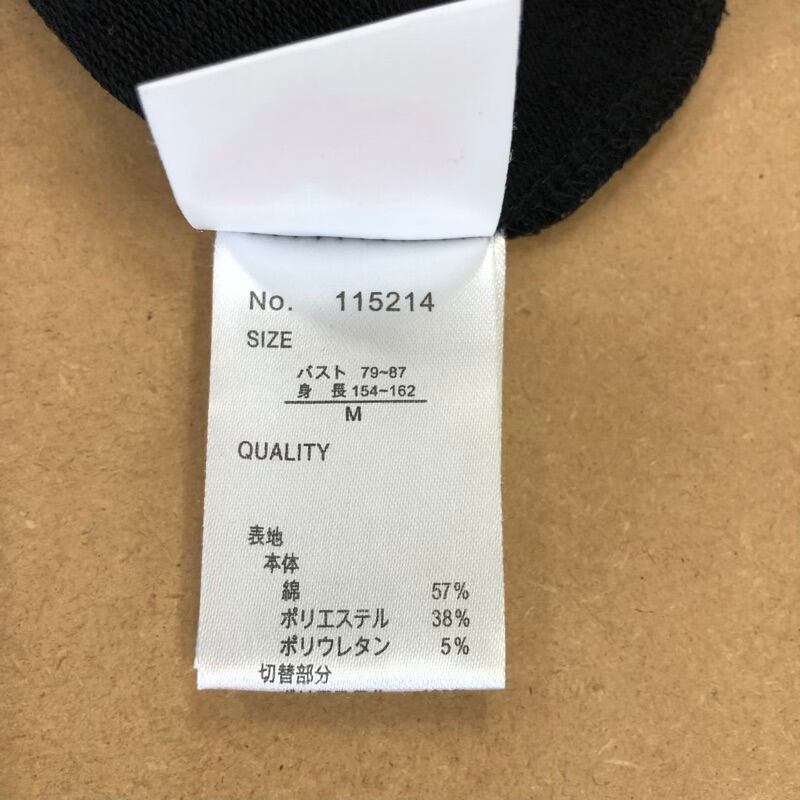 No. 115214
SIZE
バスト 79~87
身 長 154~162
M
QUALITY
表地
本体
綿 57%
ポリエステル 38%
ポリウレタン 5%
切替部分